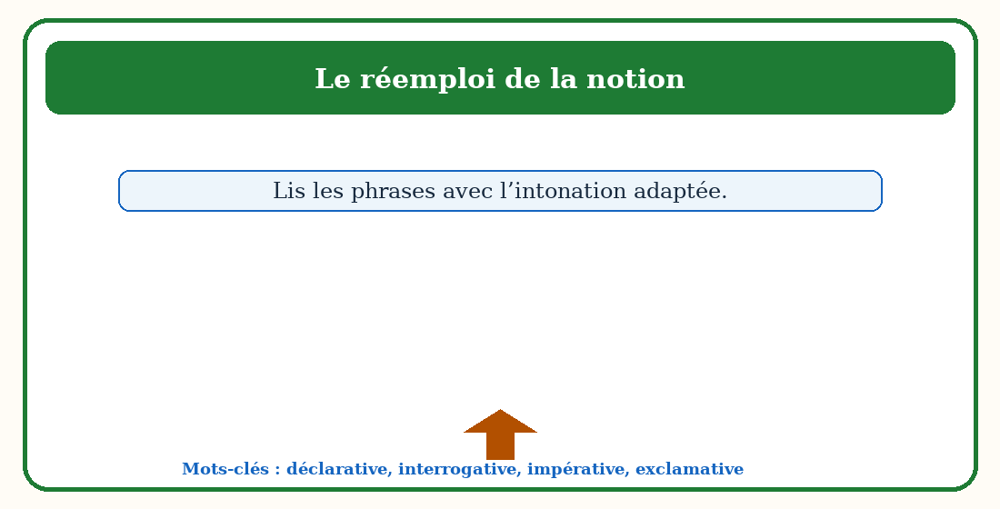 Le réemploi de la notion
Lis les phrases avec l’intonation adaptée.
Mots-clés : déclarative, interrogative, impérative, exclamative